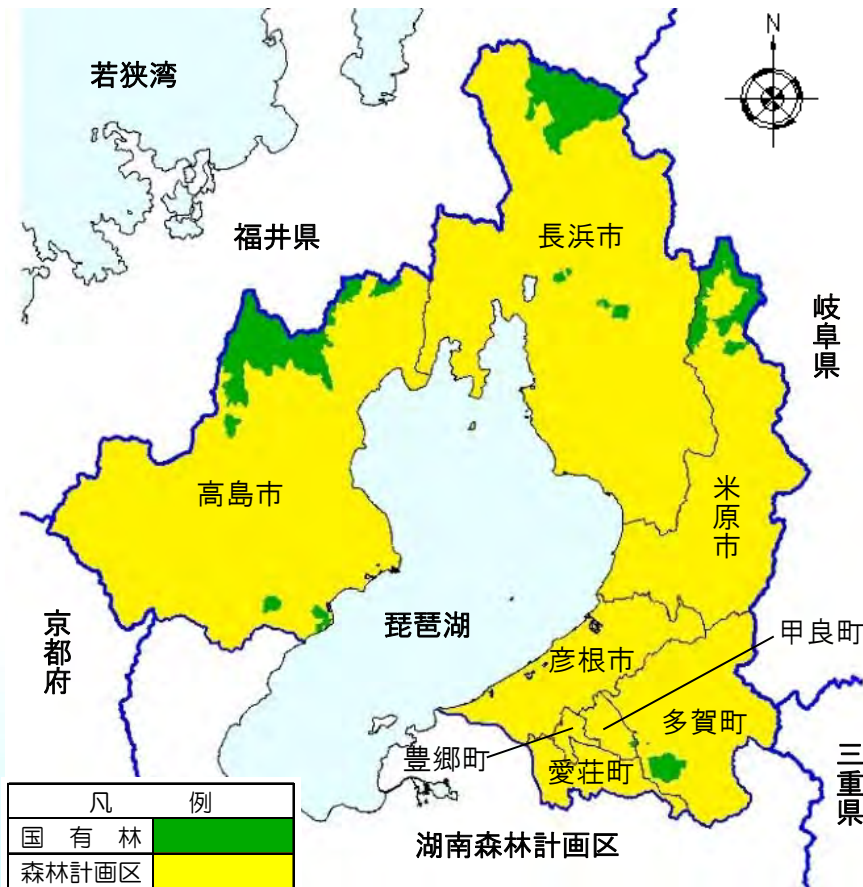 N
若狭湾
福井県
長浜市
岐阜県
高島市
米原市
京都府
琵琶湖
甲良町
彦根市
多賀町
豊郷町
愛荘町
三重県
湖南森林計画区
凡 例
国 有 林
森林計画区